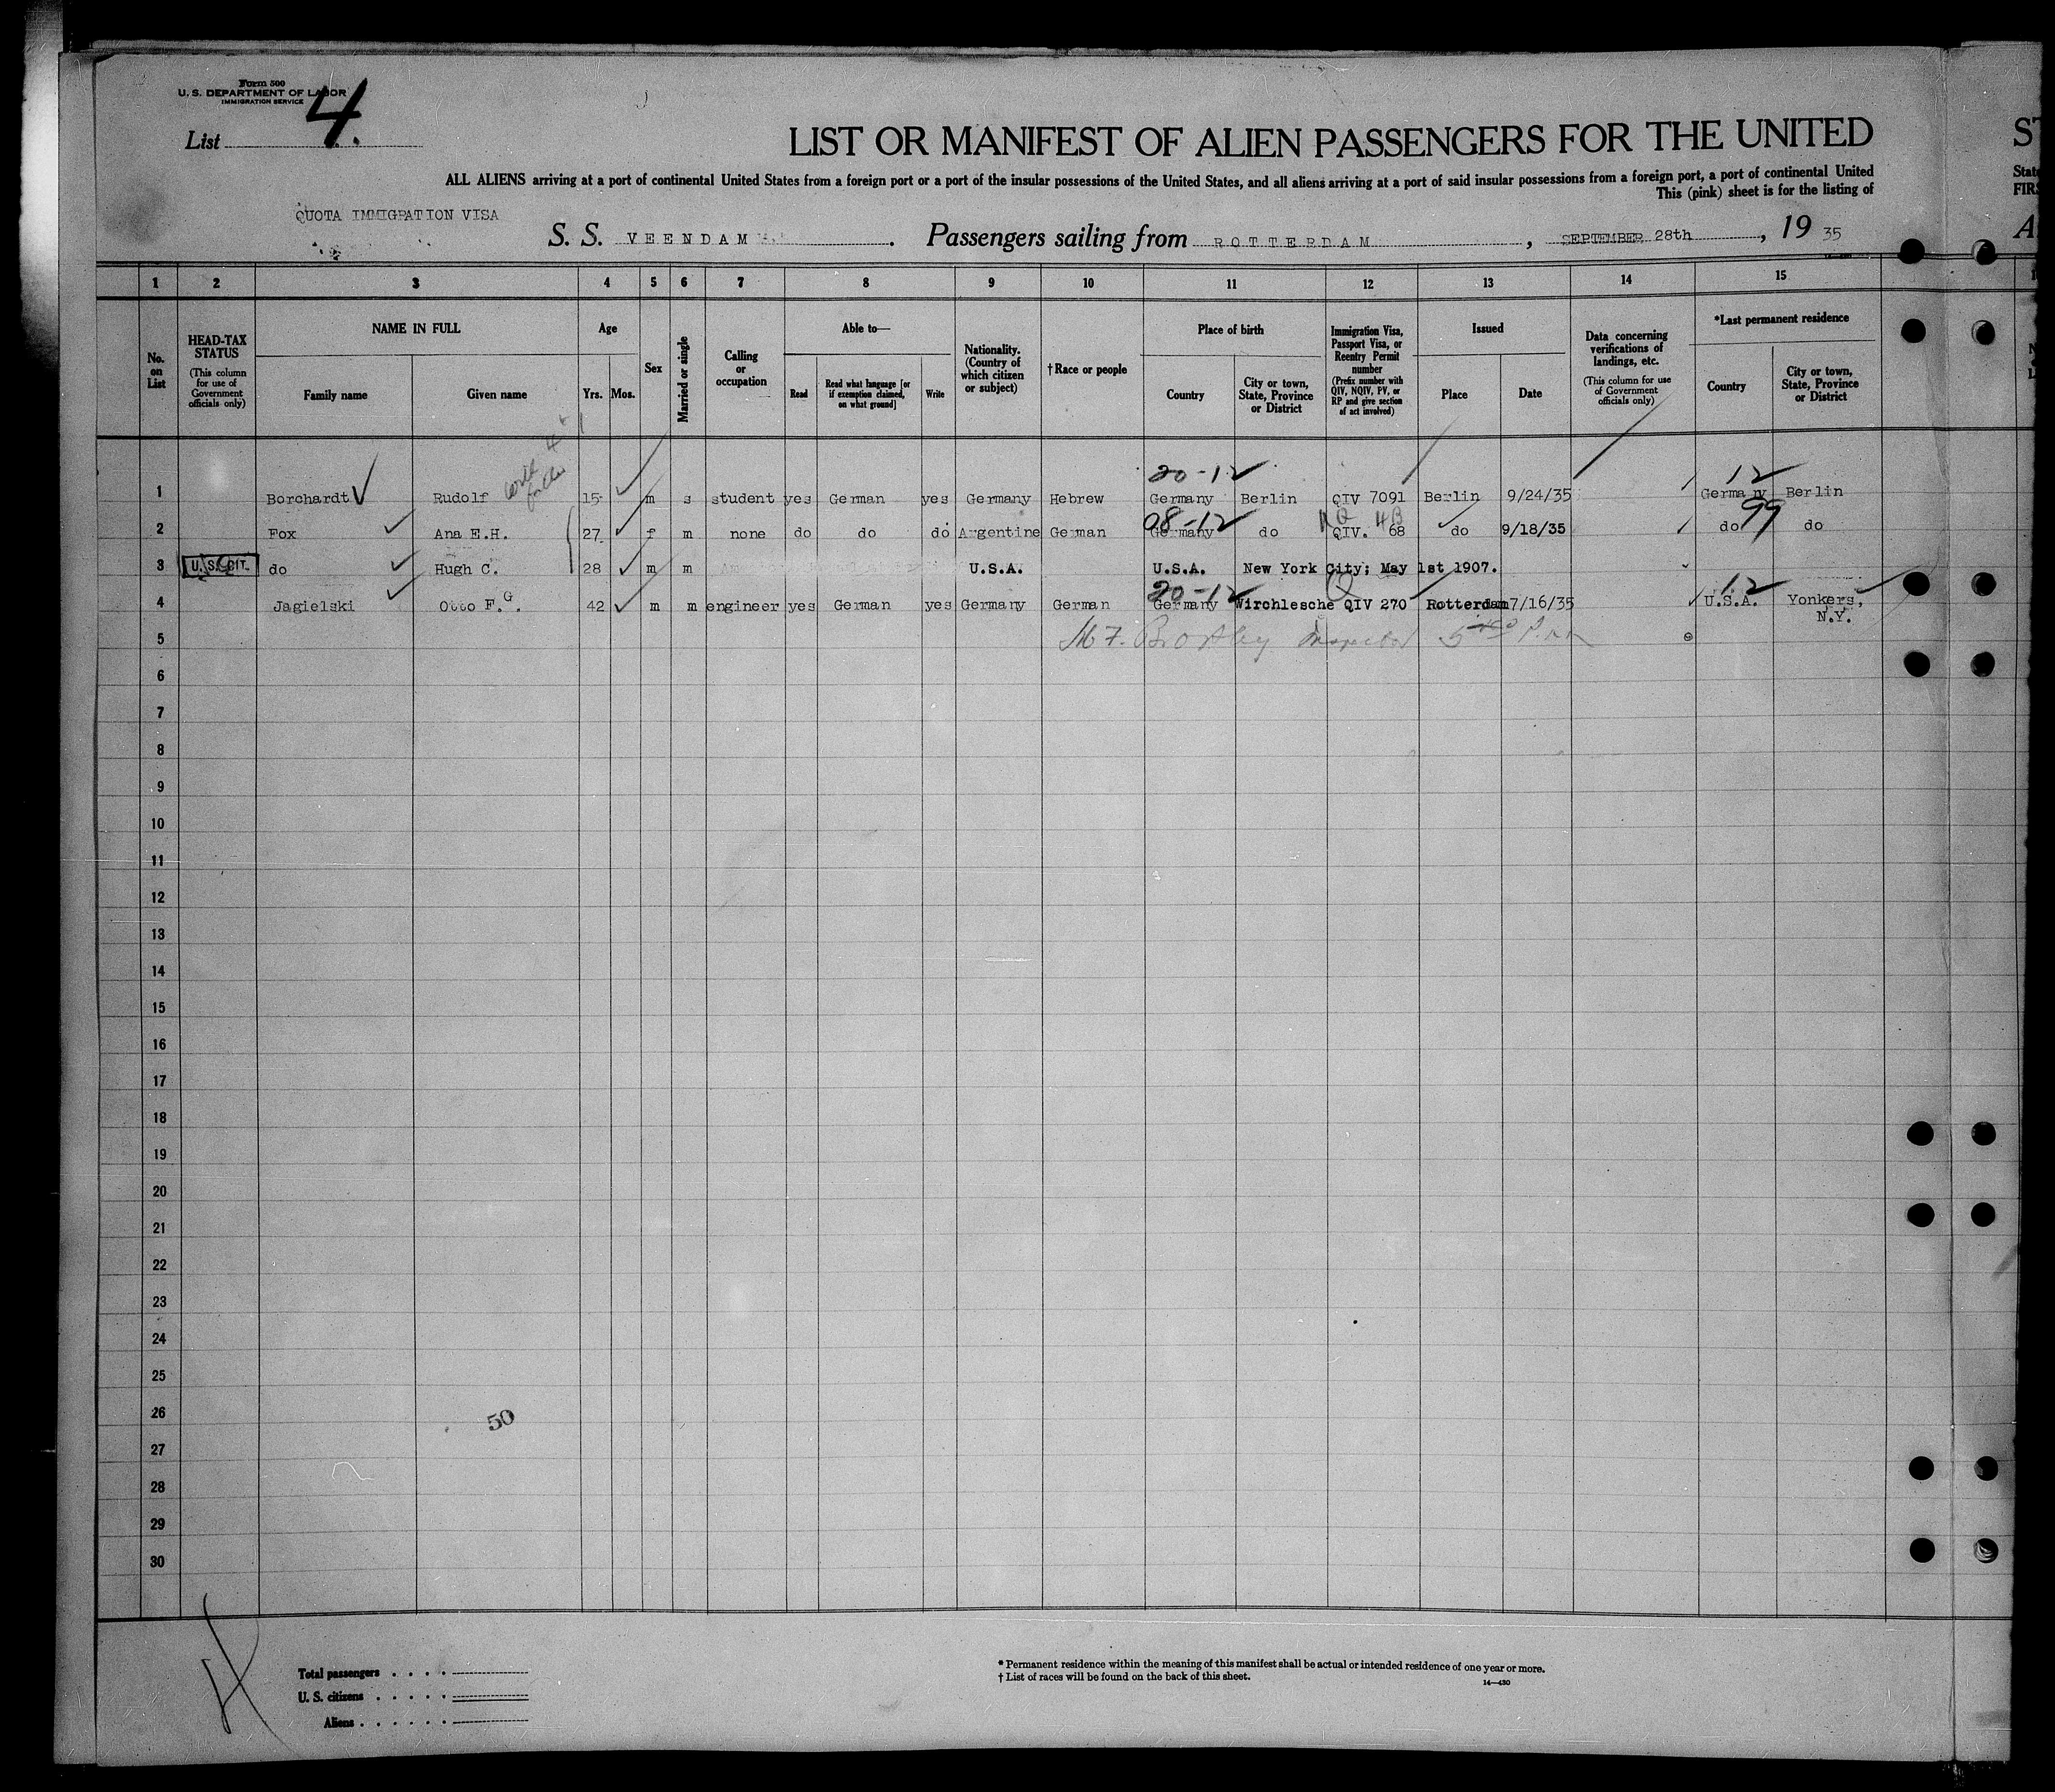 Form 500
U. S. DEPARTMENT OF LABOR
IMMIGRATION SERVICE
List 4.
LIST OR MANIFEST OF ALIEN PASSENGERS FOR THE UNITED
ST
ALL ALIENS arriving at a port of continental United States from a foreign port or a port of the insular possessions of the United States, and all aliens arriving at a port of said insular possessions from a foreign port, a port of continental United
State
This (pink) sheet is for the listing of
FIRS
QUOTA IMMIGRATION VISA
S. S. VEENDAM . Passengers sailing from ROTTERDAM , SEPTEMBER 28th , 19 35
A
1 2 3 4 5 6 7 8 9 10 11 12 13 14 15
No. on List
HEAD-TAX STATUS (This column for use of Government officials only)
NAME IN FULL
Family name Given name
Age
Yrs. Mos.
Sex
Married or single
Calling or occupation
Able to—
Read Read what language [or if exemption claimed, on what ground] Write
Nationality. (Country of which citizen or subject)
† Race or people
Place of birth
Country City or town, State, Province or District
Immigration Visa, Passport Visa, or Reentry Permit number (Prefix number with QIV, NQIV, PV, or RP and give section of act involved)
Issued
Place Date
Data concerning verifications of landings, etc. (This column for use of Government officials only)
*Last permanent residence
Country City or town, State, Province or District
20-12 12
1 Borchardt Rudolf 15 m s student yes German yes Germany Hebrew Germany Berlin QIV 7091 Berlin 9/24/35 Germany Berlin
08-12 NQ 4B 99
2 Fox Ana E.H. 27 f m none do do do Argentine German Germany do QIV. 68 do 9/18/35 do do
3 U. S. CIT. do Hugh C. 28 m m U.S.A. U.S.A. New York City; May 1st 1907.
20-12 Q 12
4 Jagielski Otto F.G. 42 m m engineer yes German yes Germany German Germany Wirchlesche QIV 270 Rotterdam 7/16/35 U.S.A. Yonkers, N.Y.
5
6
7
8
9
10
11
12
13
14
15
16
17
18
19
20
21
22
23
24
25
26
50
27
28
29
30
Total passengers . . . .
U. S. citizens . . . . .
Aliens . . . . . .
* Permanent residence within the meaning of this manifest shall be actual or intended residence of one year or more.
† List of races will be found on the back of this sheet.
14—430